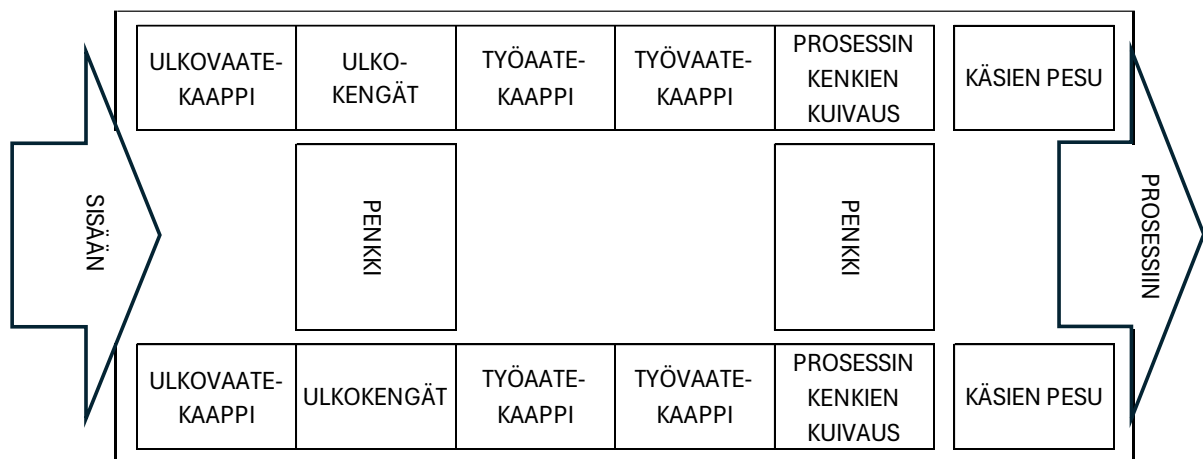 ULKOVAATE-
KAAPPI
ULKO-
KENGÄT
TYÖAATE-
KAAPPI
TYÖVAATE-
KAAPPI
PROSESSIN
KENKIEN
KUIVAUS
KÄSIEN PESU
SISÄÄN
PENKKI
PENKKI
PROSESSIIN
ULKOVAATE-
KAAPPI
ULKOKENGÄT
TYÖAATE-
KAAPPI
TYÖVAATE-
KAAPPI
PROSESSIN
KENKIEN
KUIVAUS
KÄSIEN PESU